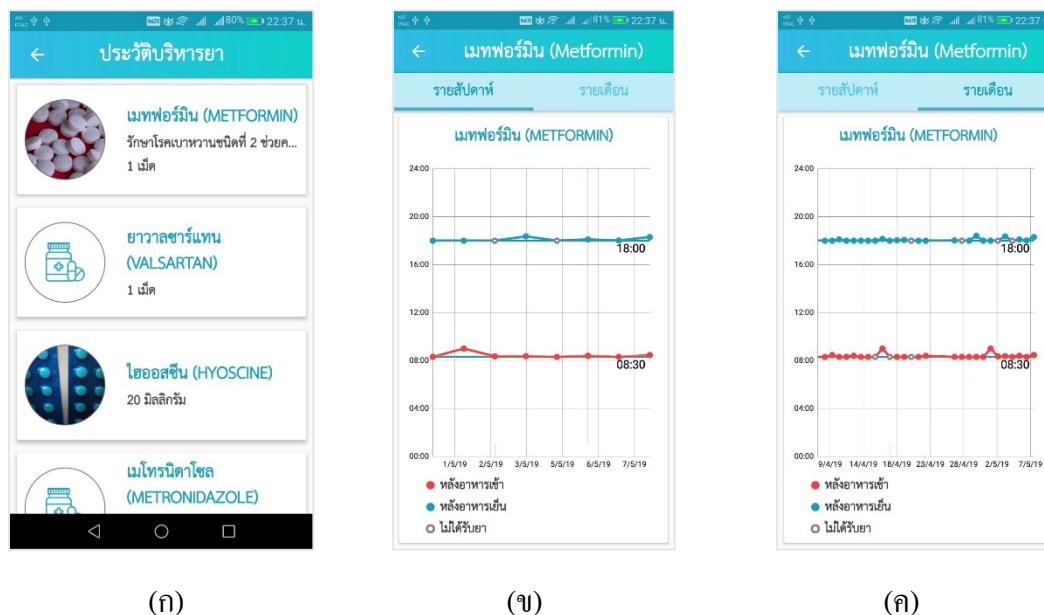 80% 22:37 น.
ประวัติบริหารยา
เมทฟอร์มิน (METFORMIN)
รักษาโรคเบาหวานชนิดที่ 2 ช่วยค...
1 เม็ด
ยาวาลซาร์แทน
(VALSARTAN)
1 เม็ด
ไฮออสซีน (HYOSCINE)
20 มิลลิกรัม
เมโทรนิดาโซล
(METRONIDAZOLE)
(ก)
81% 22:37 น.
เมทฟอร์มิน (Metformin)
รายสัปดาห์ รายเดือน
เมทฟอร์มิน (METFORMIN)
24:00
20:00
18:00
16:00
12:00
08:00
08:30
04:00
00:00
1/5/19 2/5/19 3/5/19 5/5/19 6/5/19 7/5/19
หลังอาหารเช้า
หลังอาหารเย็น
ไม่ได้รับยา
(ข)
81% 22:37
เมทฟอร์มิน (Metformin)
รายสัปดาห์ รายเดือน
เมทฟอร์มิน (METFORMIN)
24:00
20:00
18:00
16:00
12:00
08:00
08:30
04:00
00:00
9/4/19 14/4/19 18/4/19 23/4/19 28/4/19 2/5/19 7/5/19
หลังอาหารเช้า
หลังอาหารเย็น
ไม่ได้รับยา
(ค)